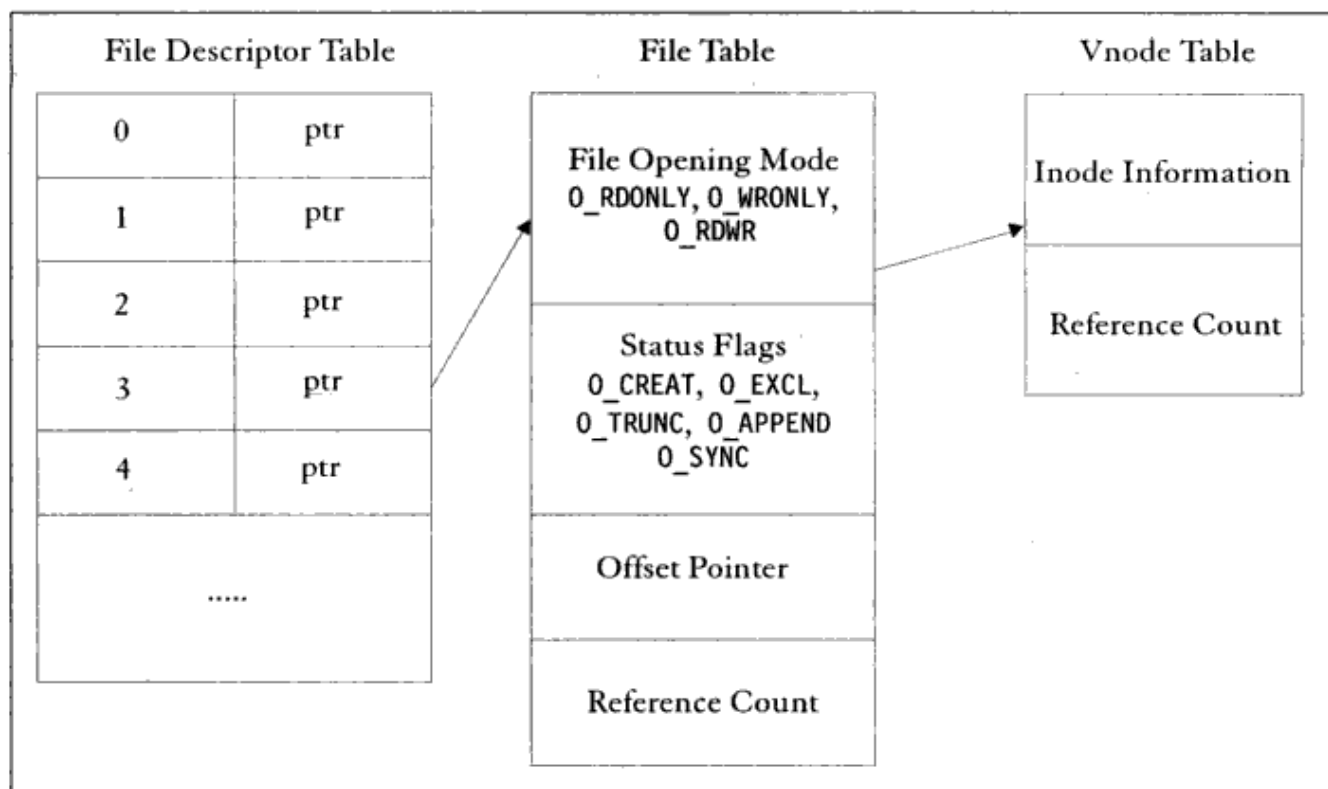 File Descriptor Table
0 ptr
1 ptr
2 ptr
3 ptr
4 ptr
.....
File Table
File Opening Mode
O_RDONLY, O_WRONLY,
O_RDWR
Status Flags
O_CREAT, O_EXCL,
O_TRUNC, O_APPEND
O_SYNC
Offset Pointer
Reference Count
Vnode Table
Inode Information
Reference Count